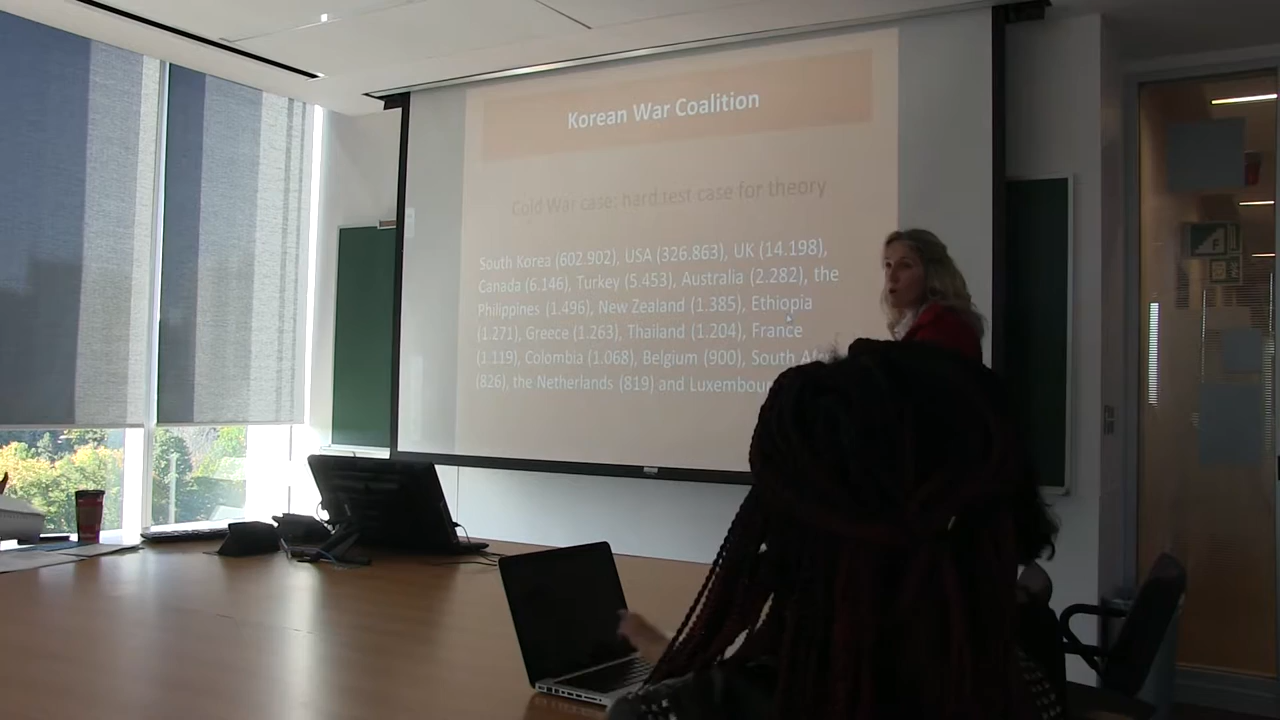 Korean War Coalition
Cold War case: hard test case for theory
South Korea (602.902), USA (326.863), UK (14.198),
Canada (6.146), Turkey (5.453), Australia (2.282), the
Philippines (1.496), New Zealand (1.385), Ethiopia
(1.271), Greece (1.263), Thailand (1.204), France
(1.119), Colombia (1.068), Belgium (900), South
(826), the Netherlands (819) and